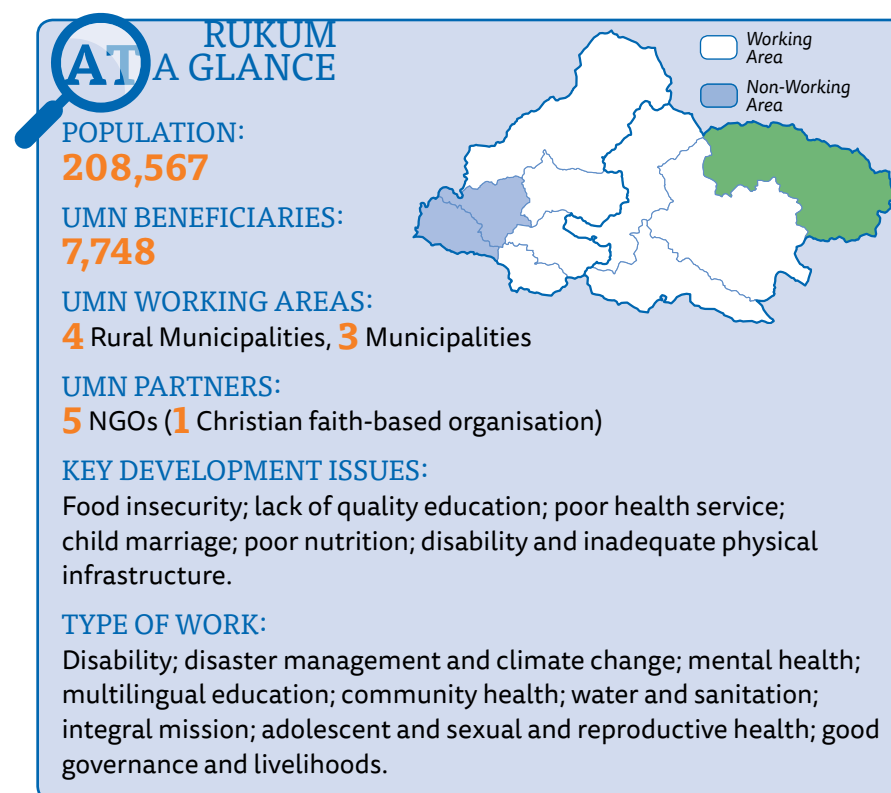 RUKUM
AT A GLANCE
Working
Area
Non-Working
Area
POPULATION:
208,567
UMN BENEFICIARIES:
7,748
UMN WORKING AREAS:
4 Rural Municipalities, 3 Municipalities
UMN PARTNERS:
5 NGOs (1 Christian faith-based organisation)
KEY DEVELOPMENT ISSUES:
Food insecurity; lack of quality education; poor health service;
child marriage; poor nutrition; disability and inadequate physical
infrastructure.
TYPE OF WORK:
Disability; disaster management and climate change; mental health;
multilingual education; community health; water and sanitation;
integral mission; adolescent and sexual and reproductive health; good
governance and livelihoods.